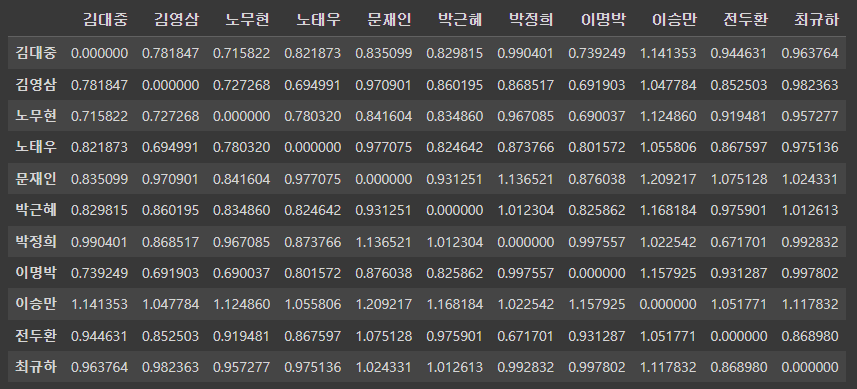 김대중 김영삼 노무현 노태우 문재인 박근혜 박정희 이명박 이승만 전두환 최규하
김대중 0.000000 0.781847 0.715822 0.821873 0.835099 0.829815 0.990401 0.739249 1.141353 0.944631 0.963764
김영삼 0.781847 0.000000 0.727268 0.694991 0.970901 0.860195 0.868517 0.691903 1.047784 0.852503 0.982363
노무현 0.715822 0.727268 0.000000 0.780320 0.841604 0.834860 0.967085 0.690037 1.124860 0.919481 0.957277
노태우 0.821873 0.694991 0.780320 0.000000 0.977075 0.824642 0.873766 0.801572 1.055806 0.867597 0.975136
문재인 0.835099 0.970901 0.841604 0.977075 0.000000 0.931251 1.136521 0.876038 1.209217 1.075128 1.024331
박근혜 0.829815 0.860195 0.834860 0.824642 0.931251 0.000000 1.012304 0.825862 1.168184 0.975901 1.012613
박정희 0.990401 0.868517 0.967085 0.873766 1.136521 1.012304 0.000000 0.997557 1.022542 0.671701 0.992832
이명박 0.739249 0.691903 0.690037 0.801572 0.876038 0.825862 0.997557 0.000000 1.157925 0.931287 0.997802
이승만 1.141353 1.047784 1.124860 1.055806 1.209217 1.168184 1.022542 1.157925 0.000000 1.051771 1.117832
전두환 0.944631 0.852503 0.919481 0.867597 1.075128 0.975901 0.671701 0.931287 1.051771 0.000000 0.868980
최규하 0.963764 0.982363 0.957277 0.975136 1.024331 1.012613 0.992832 0.997802 1.117832 0.868980 0.000000